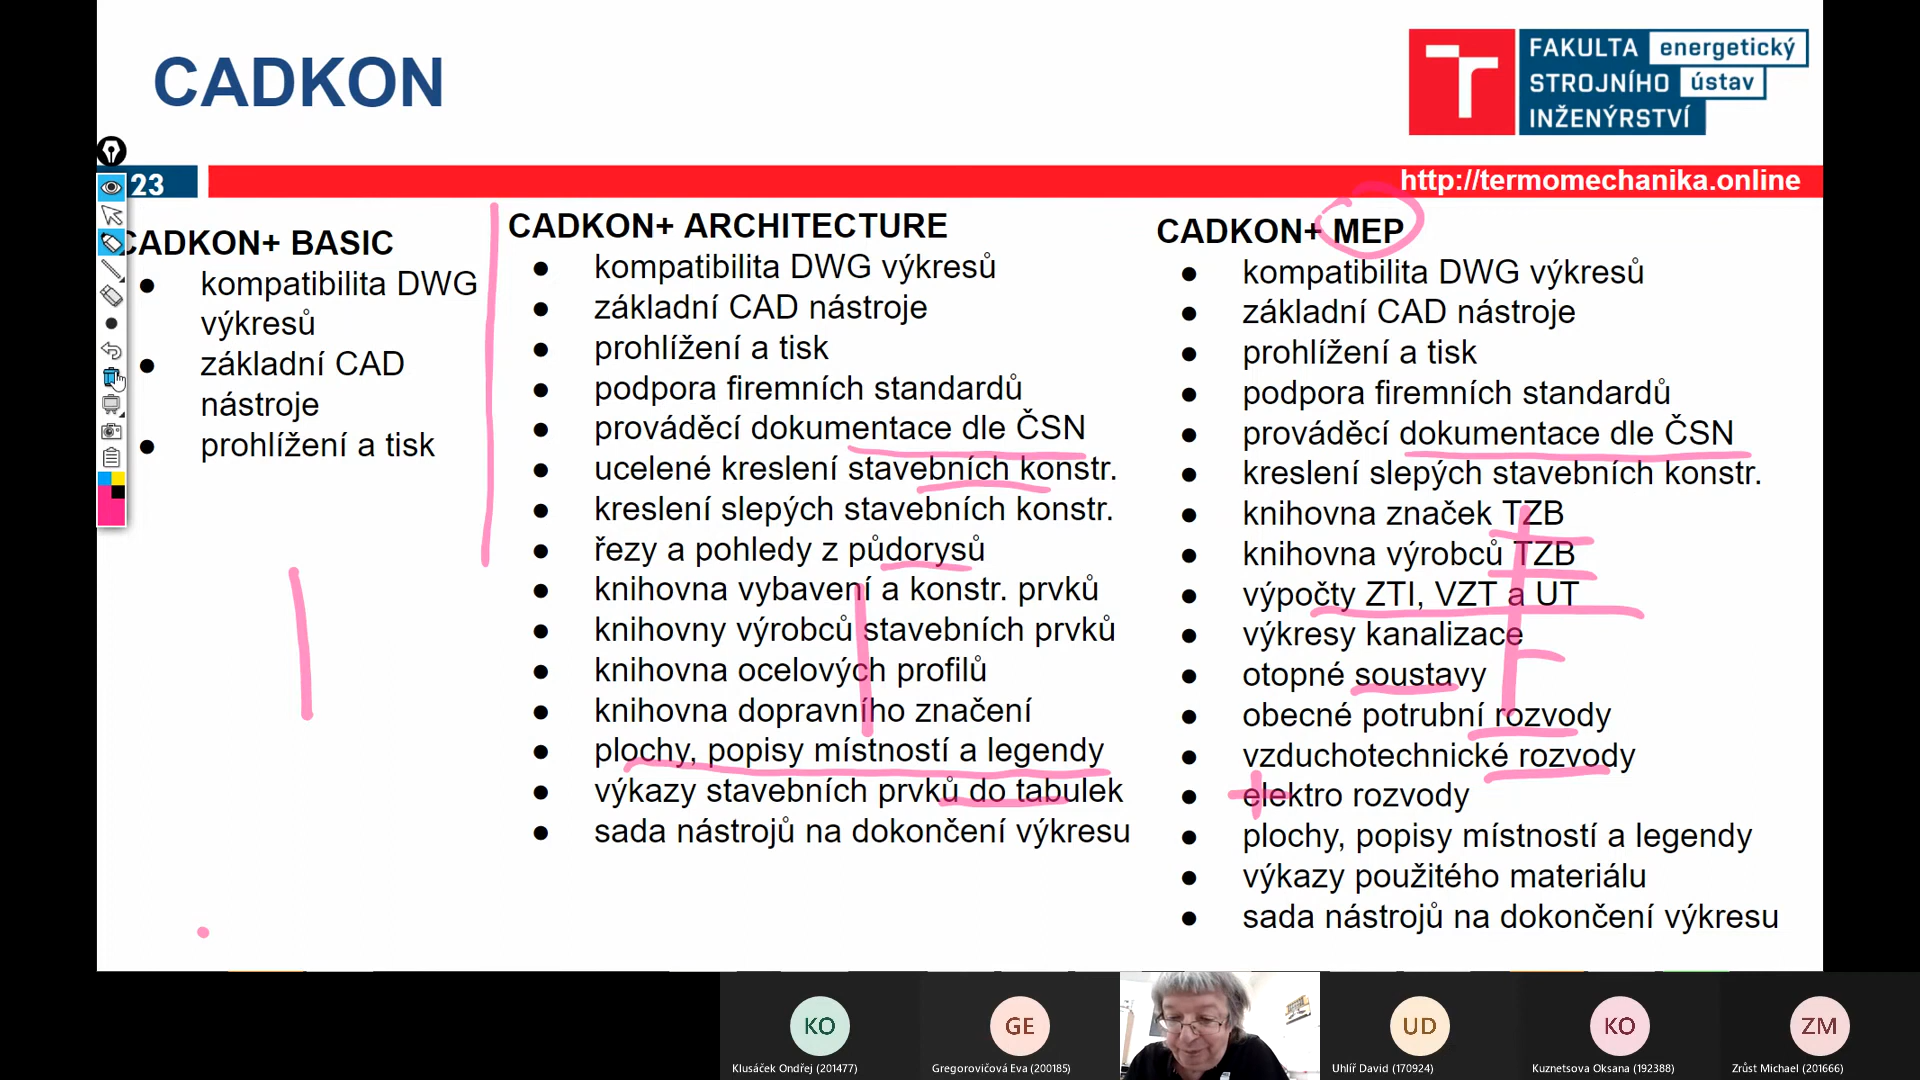 CADKON
FAKULTA energetický
STROJNÍHO ústav
INŽENÝRSTVÍ
23
http://termomechanika.online
CADKON+ BASIC
kompatibilita DWG
výkresů
základní CAD
nástroje
prohlížení a tisk
CADKON+ ARCHITECTURE
kompatibilita DWG výkresů
základní CAD nástroje
prohlížení a tisk
podpora firemních standardů
prováděcí dokumentace dle ČSN
ucelené kreslení stavebních konstr.
kreslení slepých stavebních konstr.
řezy a pohledy z půdorysů
knihovna vybavení a konstr. prvků
knihovny výrobců stavebních prvků
knihovna ocelových profilů
knihovna dopravního značení
plochy, popisy místností a legendy
výkazy stavebních prvků do tabulek
sada nástrojů na dokončení výkresu
CADKON+ MEP
kompatibilita DWG výkresů
základní CAD nástroje
prohlížení a tisk
podpora firemních standardů
prováděcí dokumentace dle ČSN
kreslení slepých stavebních konstr.
knihovna značek TZB
knihovna výrobců TZB
výpočty ZTI, VZT a UT
výkresy kanalizace
otopné soustavy
obecné potrubní rozvody
vzduchotechnické rozvody
elektro rozvody
plochy, popisy místností a legendy
výkazy použitého materiálu
sada nástrojů na dokončení výkresu
KO
GE
UD
KO
ZM
Klusáček Ondřej (201477)
Gregorovičová Eva (200185)
Uhlíř David (170924)
Kuznetsova Oksana (192388)
Zrůst Michael (201666)